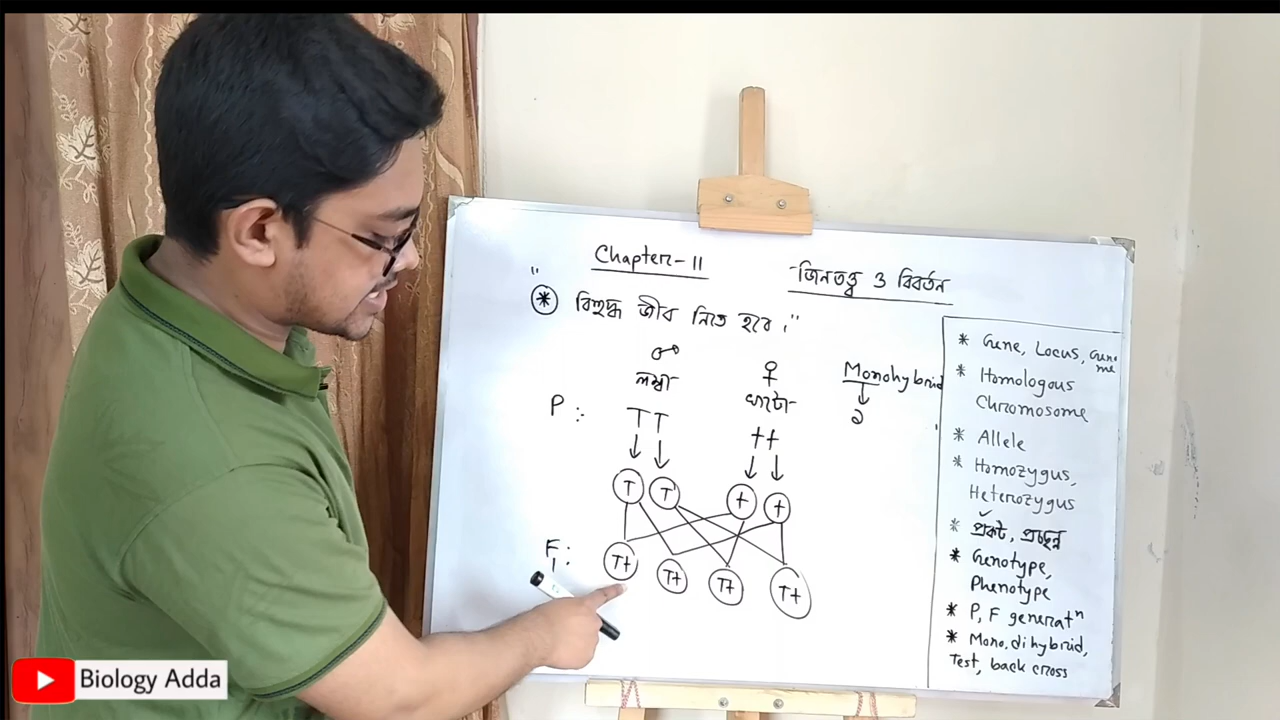 Chapter-11
জিনতত্ত্ব ও বিবর্তন
" * বিশুদ্ধ জীব নিতে হবে।"
♂ ♀
লম্বা খাটো
P: TT tt
T T t t
F1: Tt Tt Tt Tt
Monohybrid
↓
১
* Gene, Locus, Genome
* Homologous
Chromosome
* Allele
* Homozygus,
Heterozygus
* প্রকট, প্রচ্ছন্ন
* Genotype,
Phenotype
* P, F generatn
* Mono, dihybrid,
Test, back cross
Biology Adda